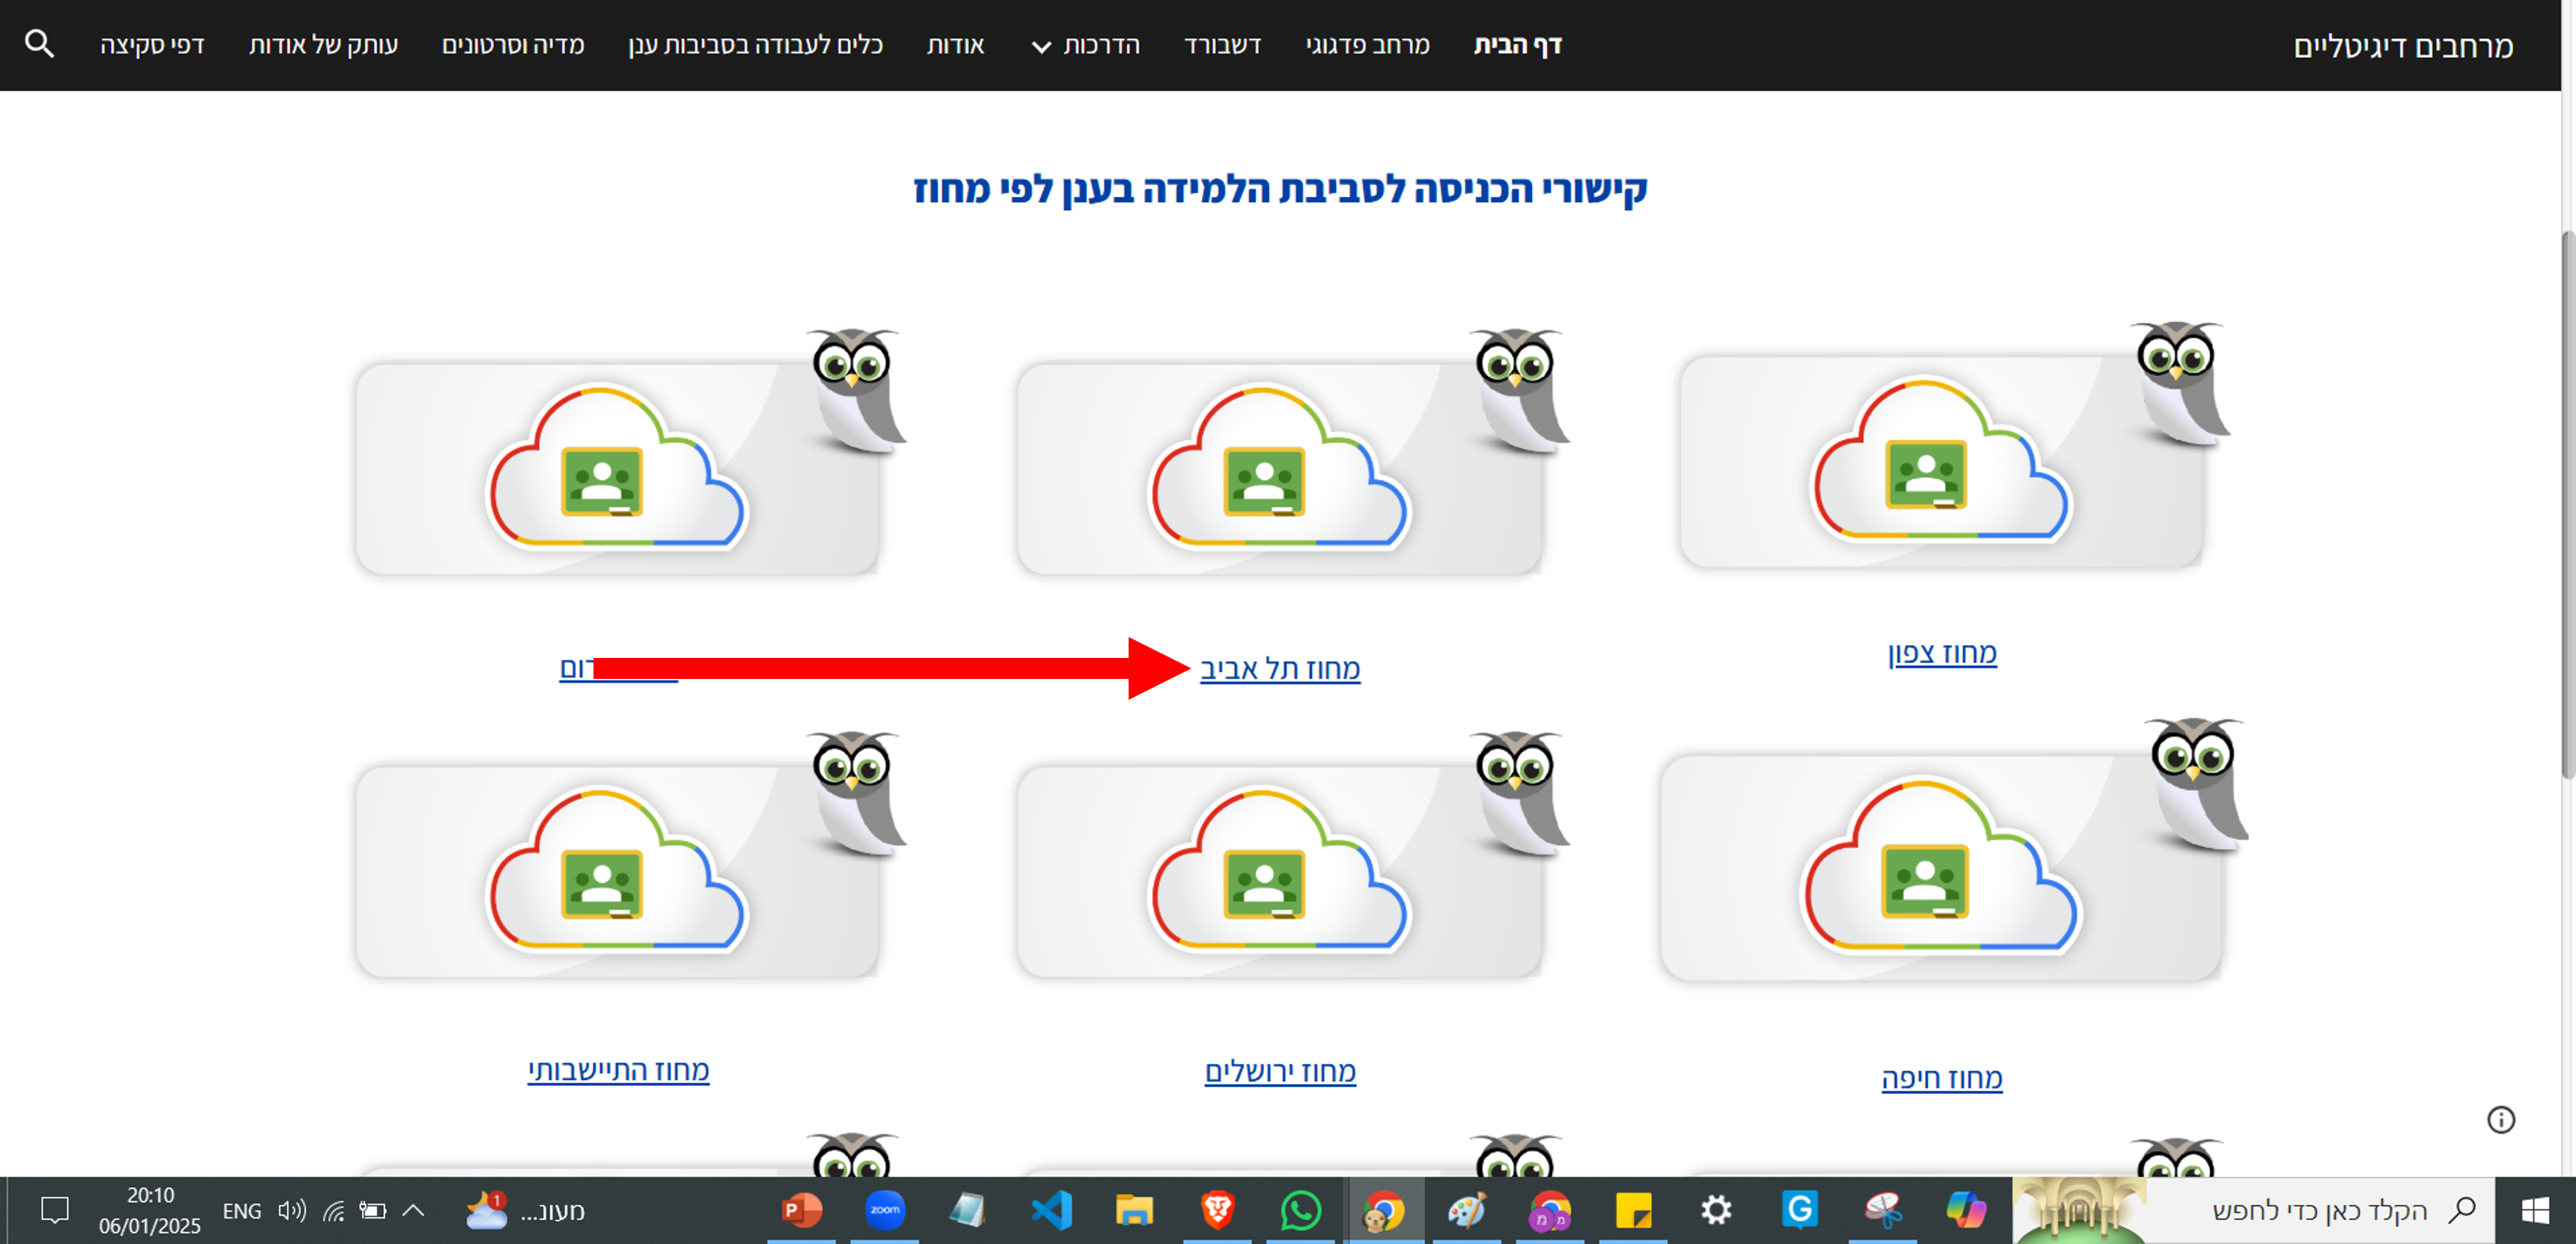 מרחבים דיגיטליים
דף הבית
מרחב פדגוגי
דשבורד
הדרכות
אודות
כלים לעבודה בסביבות ענן
מדיה וסרטונים
עותק של אודות
דפי סקיצה
קישורי הכניסה לסביבת הלמידה בענן לפי מחוז
מחוז צפון
מחוז תל אביב
מחוז חיפה
מחוז ירושלים
מחוז התיישבותי
הקלד כאן כדי לחפש
G
מ
מ
zoom
P
מעונ...
1
ENG
20:10
06/01/2025